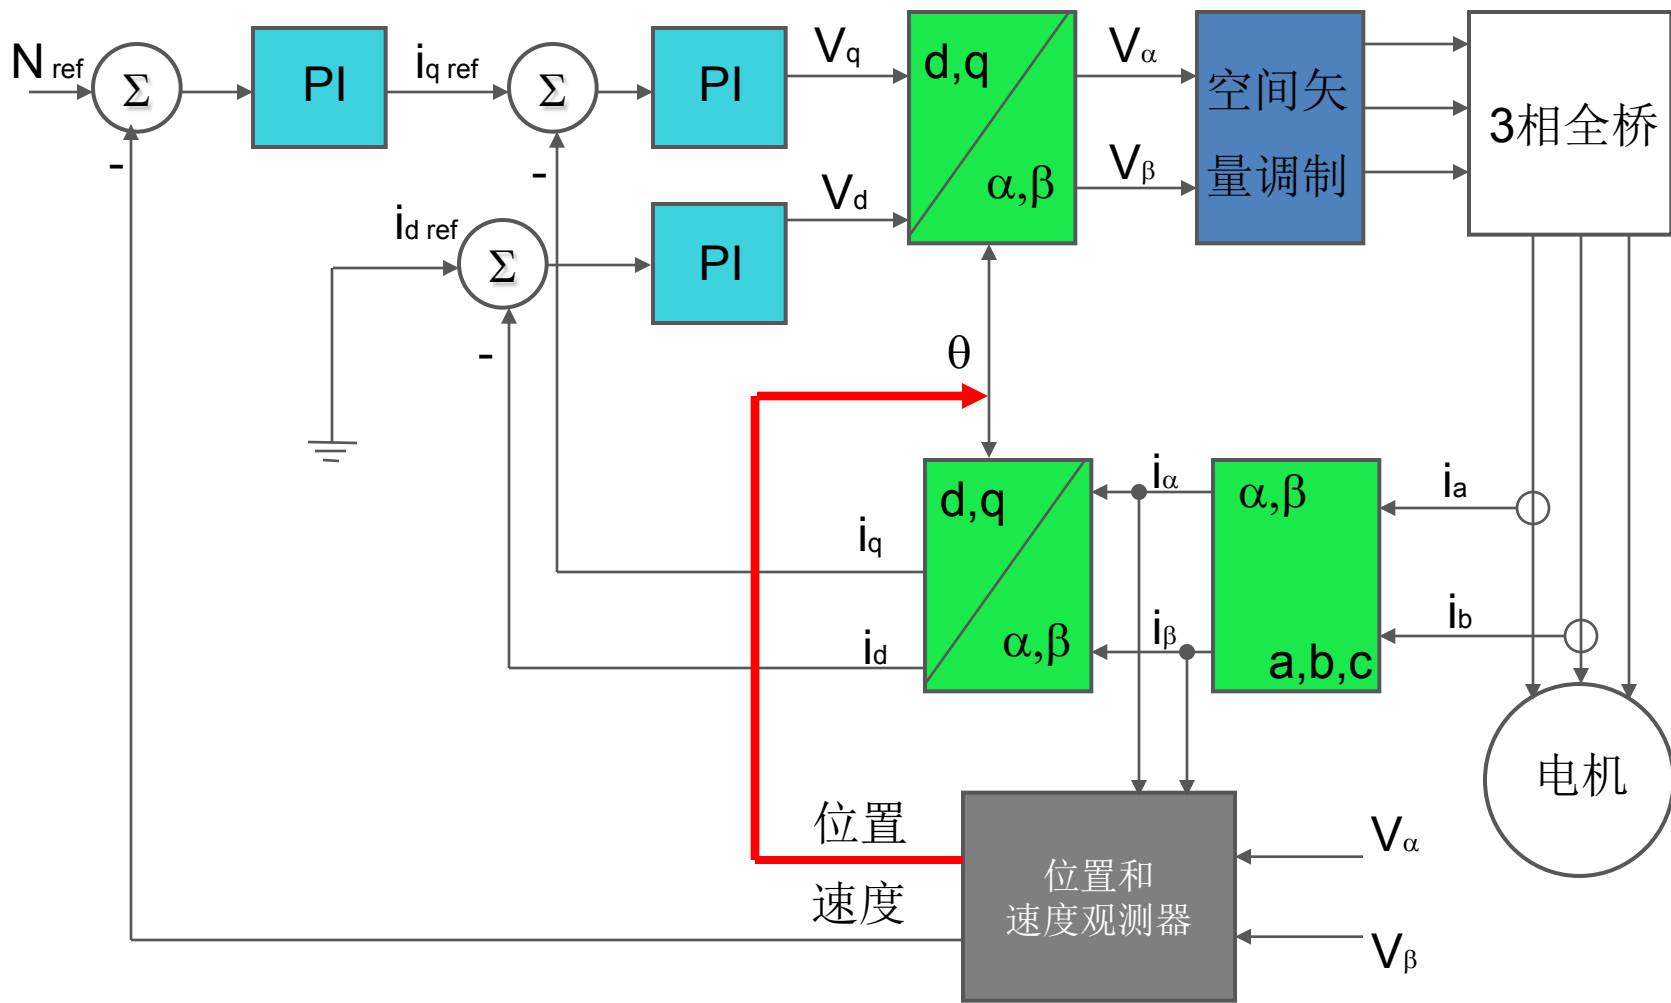 N ref
Σ
PI
i q ref
Σ
PI
Vq
d,q
α,β
Vα
Vβ
空间矢
量调制
3相全桥
-
-
i d ref
Σ
PI
Vd
-
θ
d,q
α,β
iα
iβ
α,β
a,b,c
ia
ib
iq
id
电机
位置
速度
位置和
速度观测器
Vα
Vβ